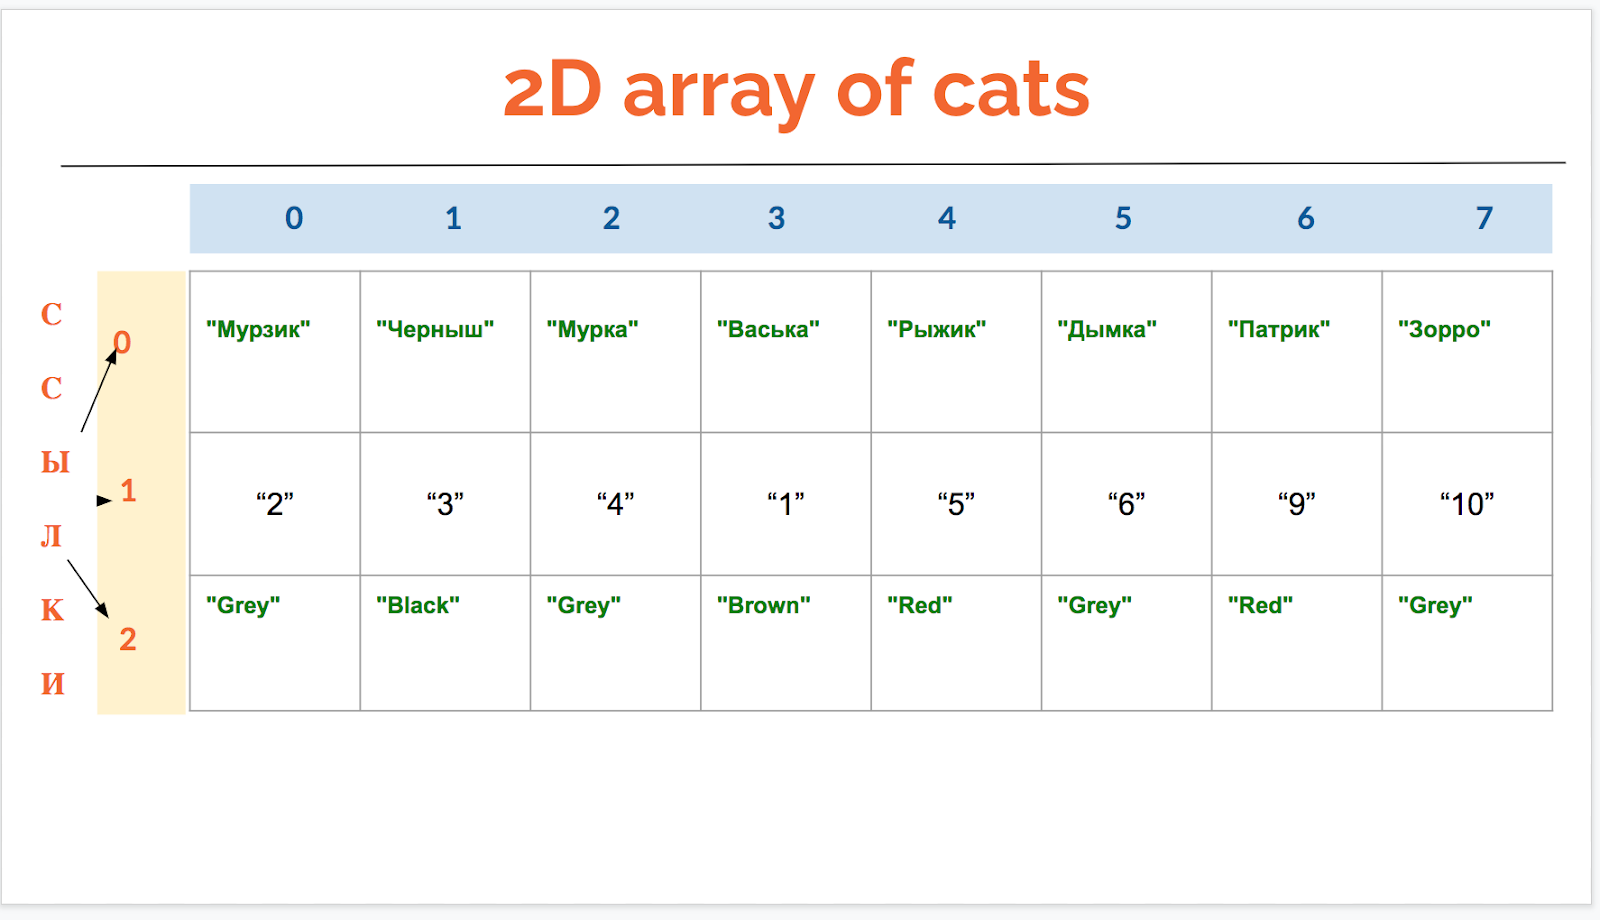 2D array of cats
0 1 2 3 4 5 6 7
С
С
Ы
Л
К
И
0 "Мурзик" "Черныш" "Мурка" "Васька" "Рыжик" "Дымка" "Патрик" "Зорро"
1 “2” “3” “4” “1” “5” “6” “9” “10”
2 "Grey" "Black" "Grey" "Brown" "Red" "Grey" "Red" "Grey"